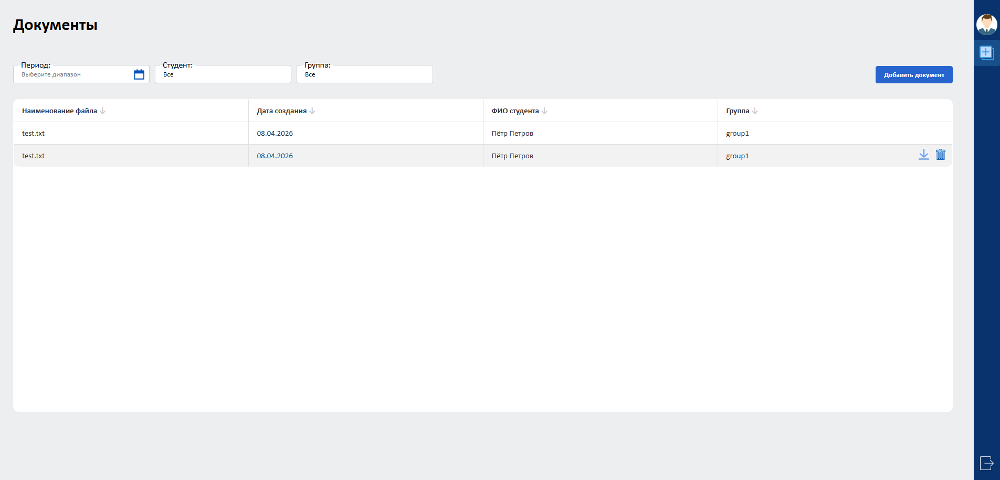 Документы
Период: Студент: Группа:
Выберите диапазон Все Все
Добавить документ
Наименование файла Дата создания ФИО студента Группа
test.txt 08.04.2026 Пётр Петров group1
test.txt 08.04.2026 Пётр Петров group1